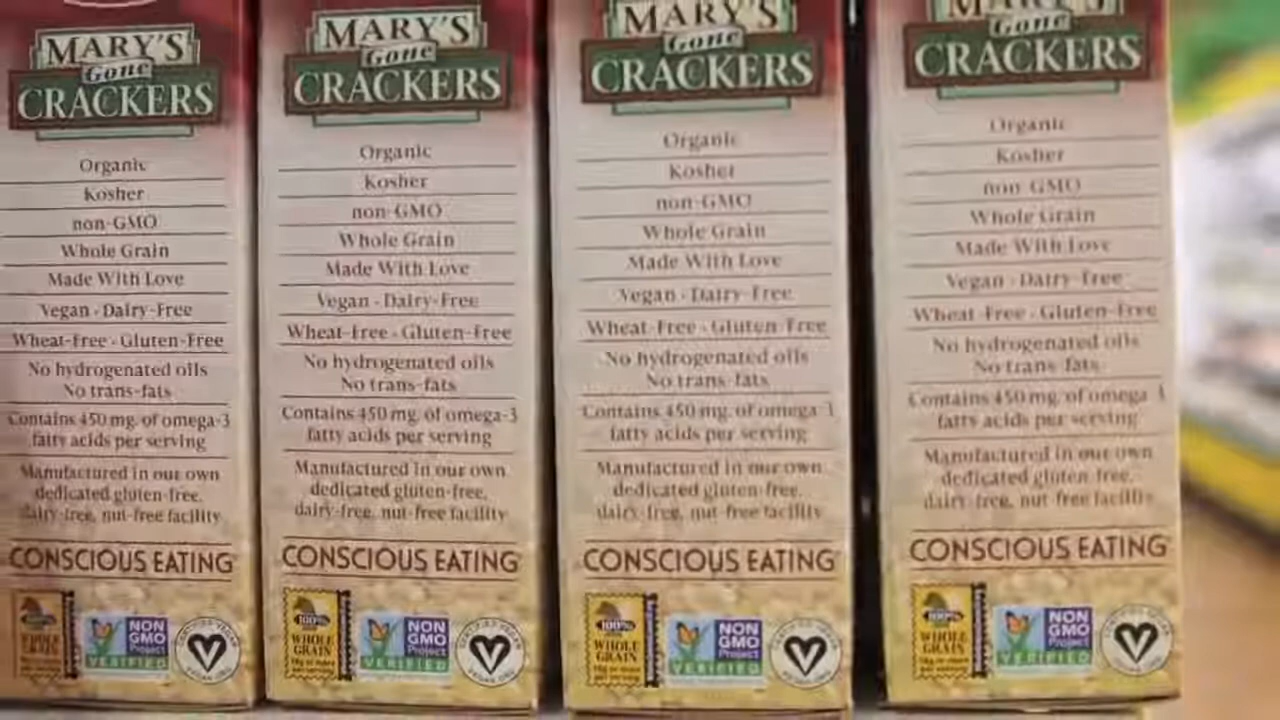 MARY'S
Gone
CRACKERS
Organic
Kosher
non-GMO
Whole Grain
Made With Love
Vegan - Dairy-Free
Wheat-Free - Gluten-Free
No hydrogenated oils
No trans-fats
Contains 450 mg. of omega-3
fatty acids per serving
Manufactured in our own
dedicated gluten-free,
dairy-free, nut-free facility
CONSCIOUS EATING
WHOLE
GRAIN
NON
GMO
Project
VERIFIED
MARY'S
Gone
CRACKERS
Organic
Kosher
non-GMO
Whole Grain
Made With Love
Vegan - Dairy-Free
Wheat-Free - Gluten-Free
No hydrogenated oils
No trans-fats
Contains 450 mg. of omega-3
fatty acids per serving
Manufactured in our own
dedicated gluten-free,
dairy-free, nut-free facility
CONSCIOUS EATING
100%
WHOLE
GRAIN
NON
GMO
Project
VERIFIED
MARY'S
Gone
CRACKERS
Organic
Kosher
non-GMO
Whole Grain
Made With Love
Vegan - Dairy-Free
Wheat-Free - Gluten-Free
No hydrogenated oils
No trans-fats
Contains 450 mg. of omega-3
fatty acids per serving
Manufactured in our own
dedicated gluten-free,
dairy-free, nut-free facility
CONSCIOUS EATING
100%
WHOLE
GRAIN
NON
GMO
Project
VERIFIED
MARY'S
Gone
CRACKERS
Organic
Kosher
non-GMO
Whole Grain
Made With Love
Vegan - Dairy-Free
Wheat-Free - Gluten-Free
No hydrogenated oils
No trans-fats
Contains 450 mg. of omega-3
fatty acids per serving
Manufactured in our own
dedicated gluten-free,
dairy-free, nut-free facility
CONSCIOUS EATING
100%
WHOLE
GRAIN
NON
GMO
Project
VERIFIED